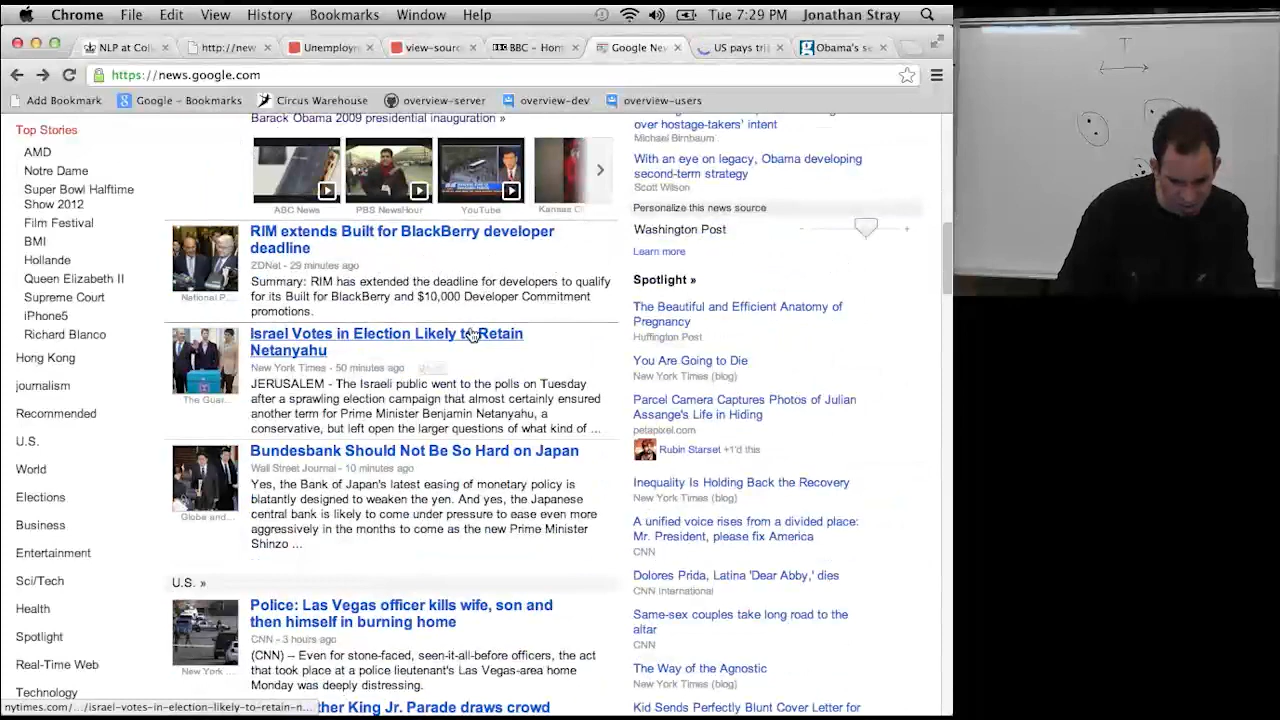 Chrome File Edit View History Bookmarks Window Help Tue 7:29 PM Jonathan Stray
NLP at Col http://new Unemploym view-source BBC - Hom Google New US pays tri Obama's se
https://news.google.com
Add Bookmark Google - Bookmarks Circus Warehouse overview-server overview-dev overview-users
Top Stories
AMD
Notre Dame
Super Bowl Halftime
Show 2012
Film Festival
BMI
Hollande
Queen Elizabeth II
Supreme Court
iPhone5
Richard Blanco
Hong Kong
journalism
Recommended
U.S.
World
Elections
Business
Entertainment
Sci/Tech
Health
Spotlight
Real-Time Web
Technology
Barack Obama 2009 presidential inauguration »
ABC News PBS NewsHour YouTube Kansas Ci
RIM extends Built for BlackBerry developer
deadline
ZDNet - 29 minutes ago
Summary: RIM has extended the deadline for developers to qualify
for its Built for BlackBerry and $10,000 Developer Commitment
promotions.
National P...
Israel Votes in Election Likely to Retain
Netanyahu
New York Times - 50 minutes ago
JERUSALEM - The Israeli public went to the polls on Tuesday
after a sprawling election campaign that almost certainly ensured
another term for Prime Minister Benjamin Netanyahu, a
conservative, but left open the larger questions of what kind of ...
The Guar...
Bundesbank Should Not Be So Hard on Japan
Wall Street Journal - 10 minutes ago
Yes, the Bank of Japan's latest easing of monetary policy is
blatantly designed to weaken the yen. And yes, the Japanese
central bank is likely to come under pressure to ease even more
aggressively in the months to come as the new Prime Minister
Shinzo ...
Globe and...
U.S. »
Police: Las Vegas officer kills wife, son and
then himself in burning home
CNN - 3 hours ago
(CNN) -- Even for stone-faced, seen-it-all-before officers, the act
that took place at a police lieutenant's Las Vegas-area home
Monday was deeply distressing.
New York ...
ther King Jr. Parade draws crowd
over hostage-takers' intent
Michael Birnbaum
With an eye on legacy, Obama developing
second-term strategy
Scott Wilson
Personalize this news source
Washington Post - +
Learn more
Spotlight »
The Beautiful and Efficient Anatomy of
Pregnancy
Huffington Post
You Are Going to Die
New York Times (blog)
Parcel Camera Captures Photos of Julian
Assange's Life in Hiding
petapixel.com
Rubin Starset +1'd this
Inequality Is Holding Back the Recovery
New York Times (blog)
A unified voice rises from a divided place:
Mr. President, please fix America
CNN
Dolores Prida, Latina 'Dear Abby,' dies
CNN International
Same-sex couples take long road to the
altar
CNN
The Way of the Agnostic
New York Times (blog)
Kid Sends Perfectly Blunt Cover Letter for
nytimes.com/.../israel-votes-in-election-likely-to-retain-n...
T